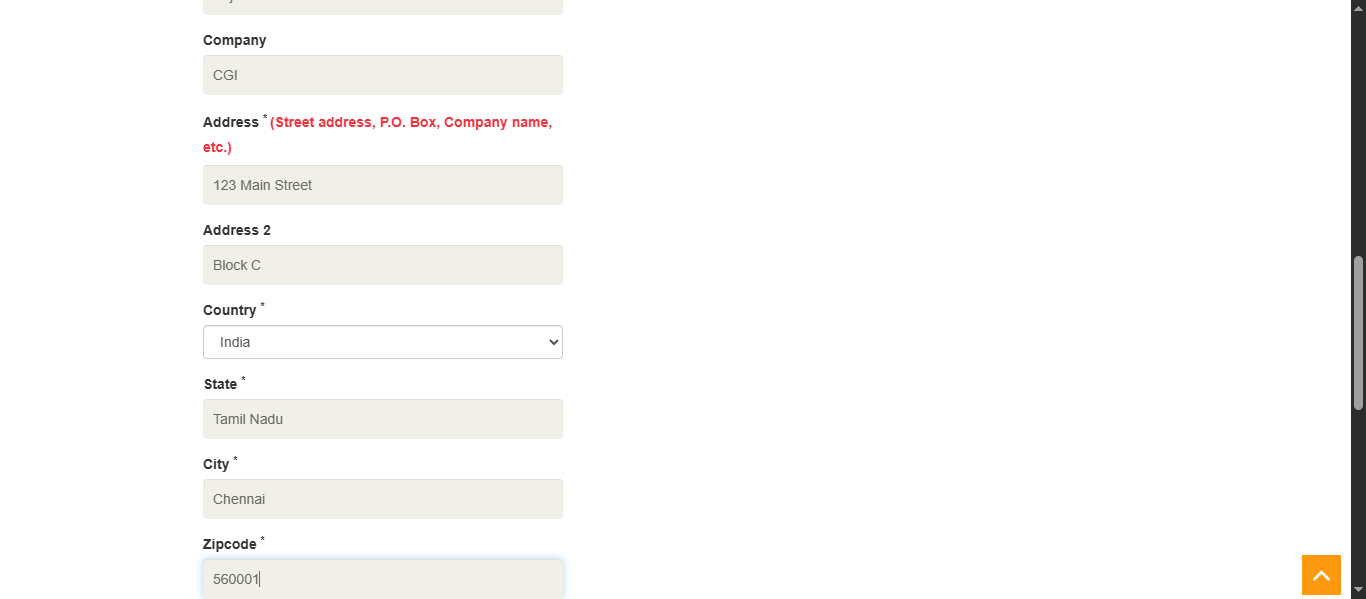 Company
CGI
Address * (Street address, P.O. Box, Company name,
etc.)
123 Main Street
Address 2
Block C
Country *
India
State *
Tamil Nadu
City *
Chennai
Zipcode *
560001